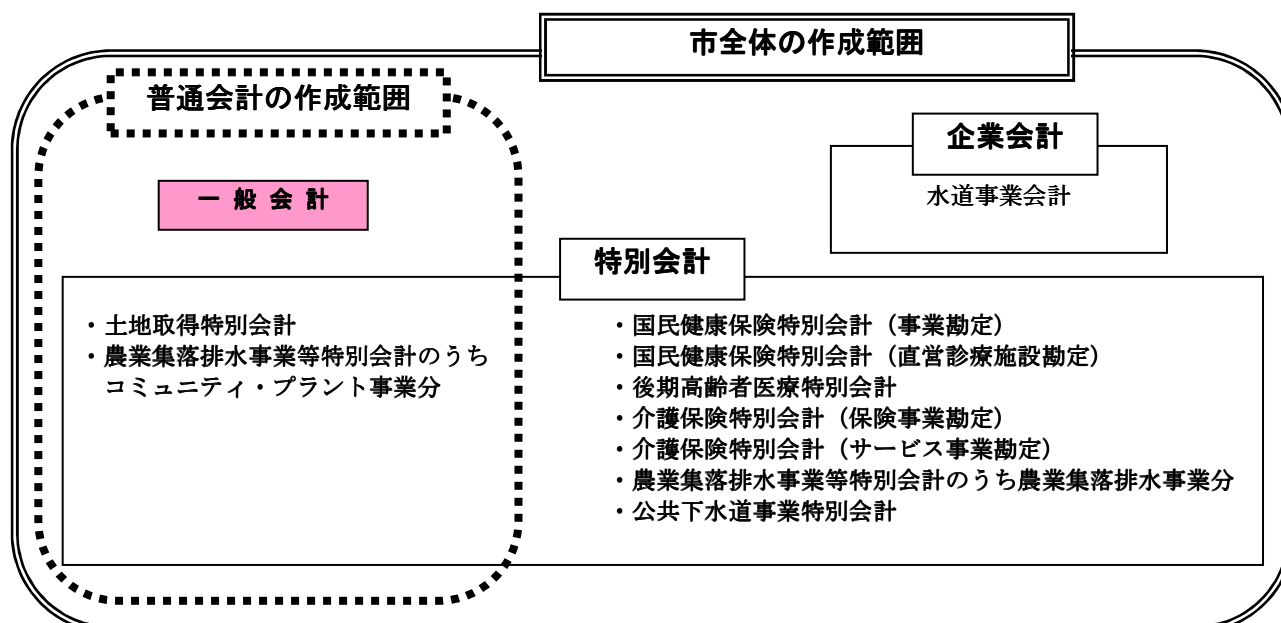 市全体の作成範囲
普通会計の作成範囲
企業会計
一 般 会 計
水道事業会計
特別会計
・土地取得特別会計
・農業集落排水事業等特別会計のうち
コミュニティ・プラント事業分
・国民健康保険特別会計（事業勘定）
・国民健康保険特別会計（直営診療施設勘定）
・後期高齢者医療特別会計
・介護保険特別会計（保険事業勘定）
・介護保険特別会計（サービス事業勘定）
・農業集落排水事業等特別会計のうち農業集落排水事業分
・公共下水道事業特別会計